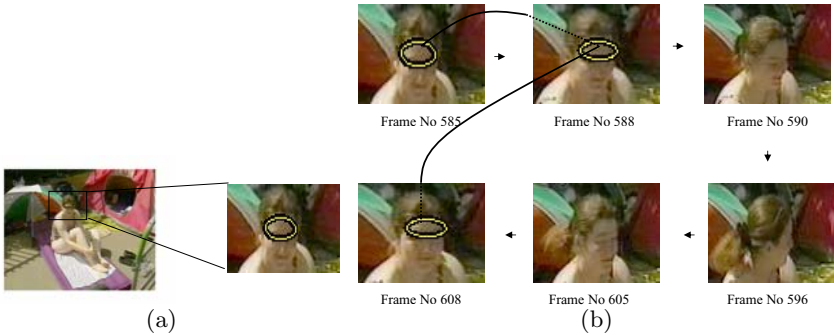 Frame No 585
Frame No 588
Frame No 590
Frame No 608
Frame No 605
Frame No 596
(a)
(b)